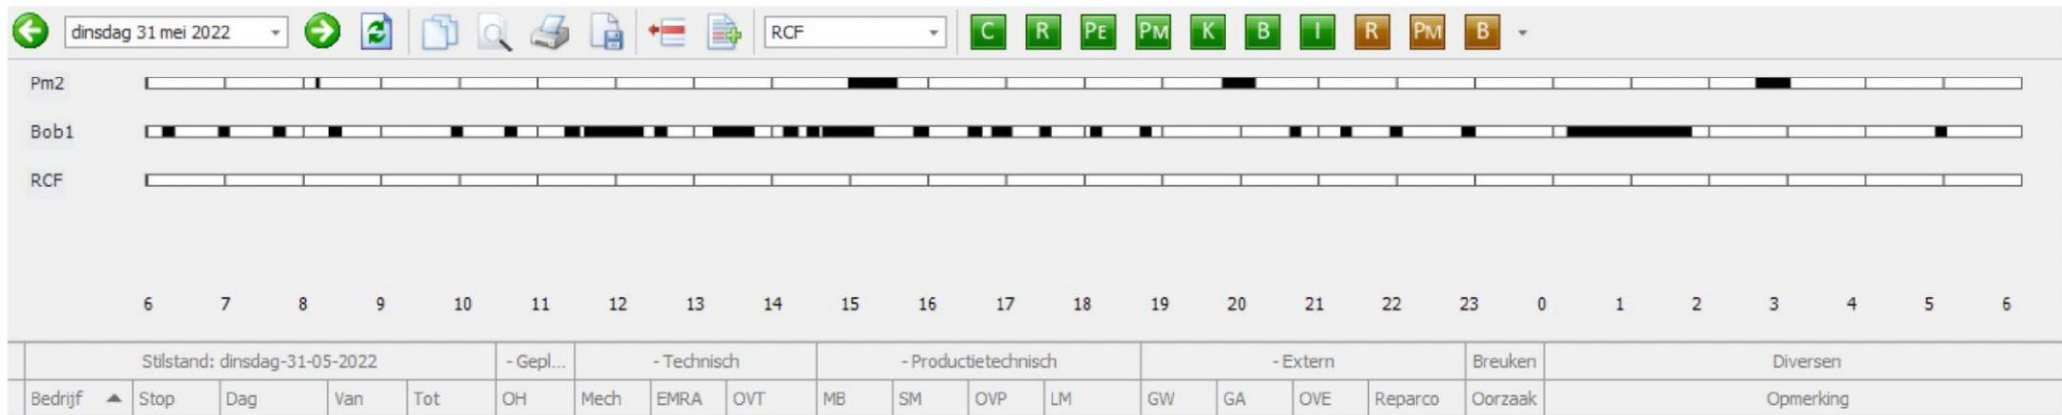 dinsdag 31 mei 2022 RCF C R PE PM K B I R PM B
Pm2
Bob1
RCF
6 7 8 9 10 11 12 13 14 15 16 17 18 19 20 21 22 23 0 1 2 3 4 5 6
Stilstand: dinsdag-31-05-2022 - Gepl... - Technisch - Productietechnisch - Extern Breuken Diversen
Bedrijf Stop Dag Van Tot OH Mech EMRA OVT MB SM OVP LM GW GA OVE Reparco Oorzaak Opmerking